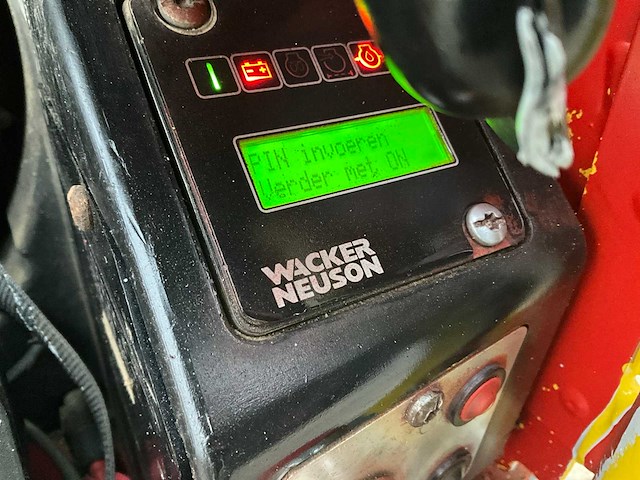 PIN invoeren
Verder met ON
WACKER
NEUSON